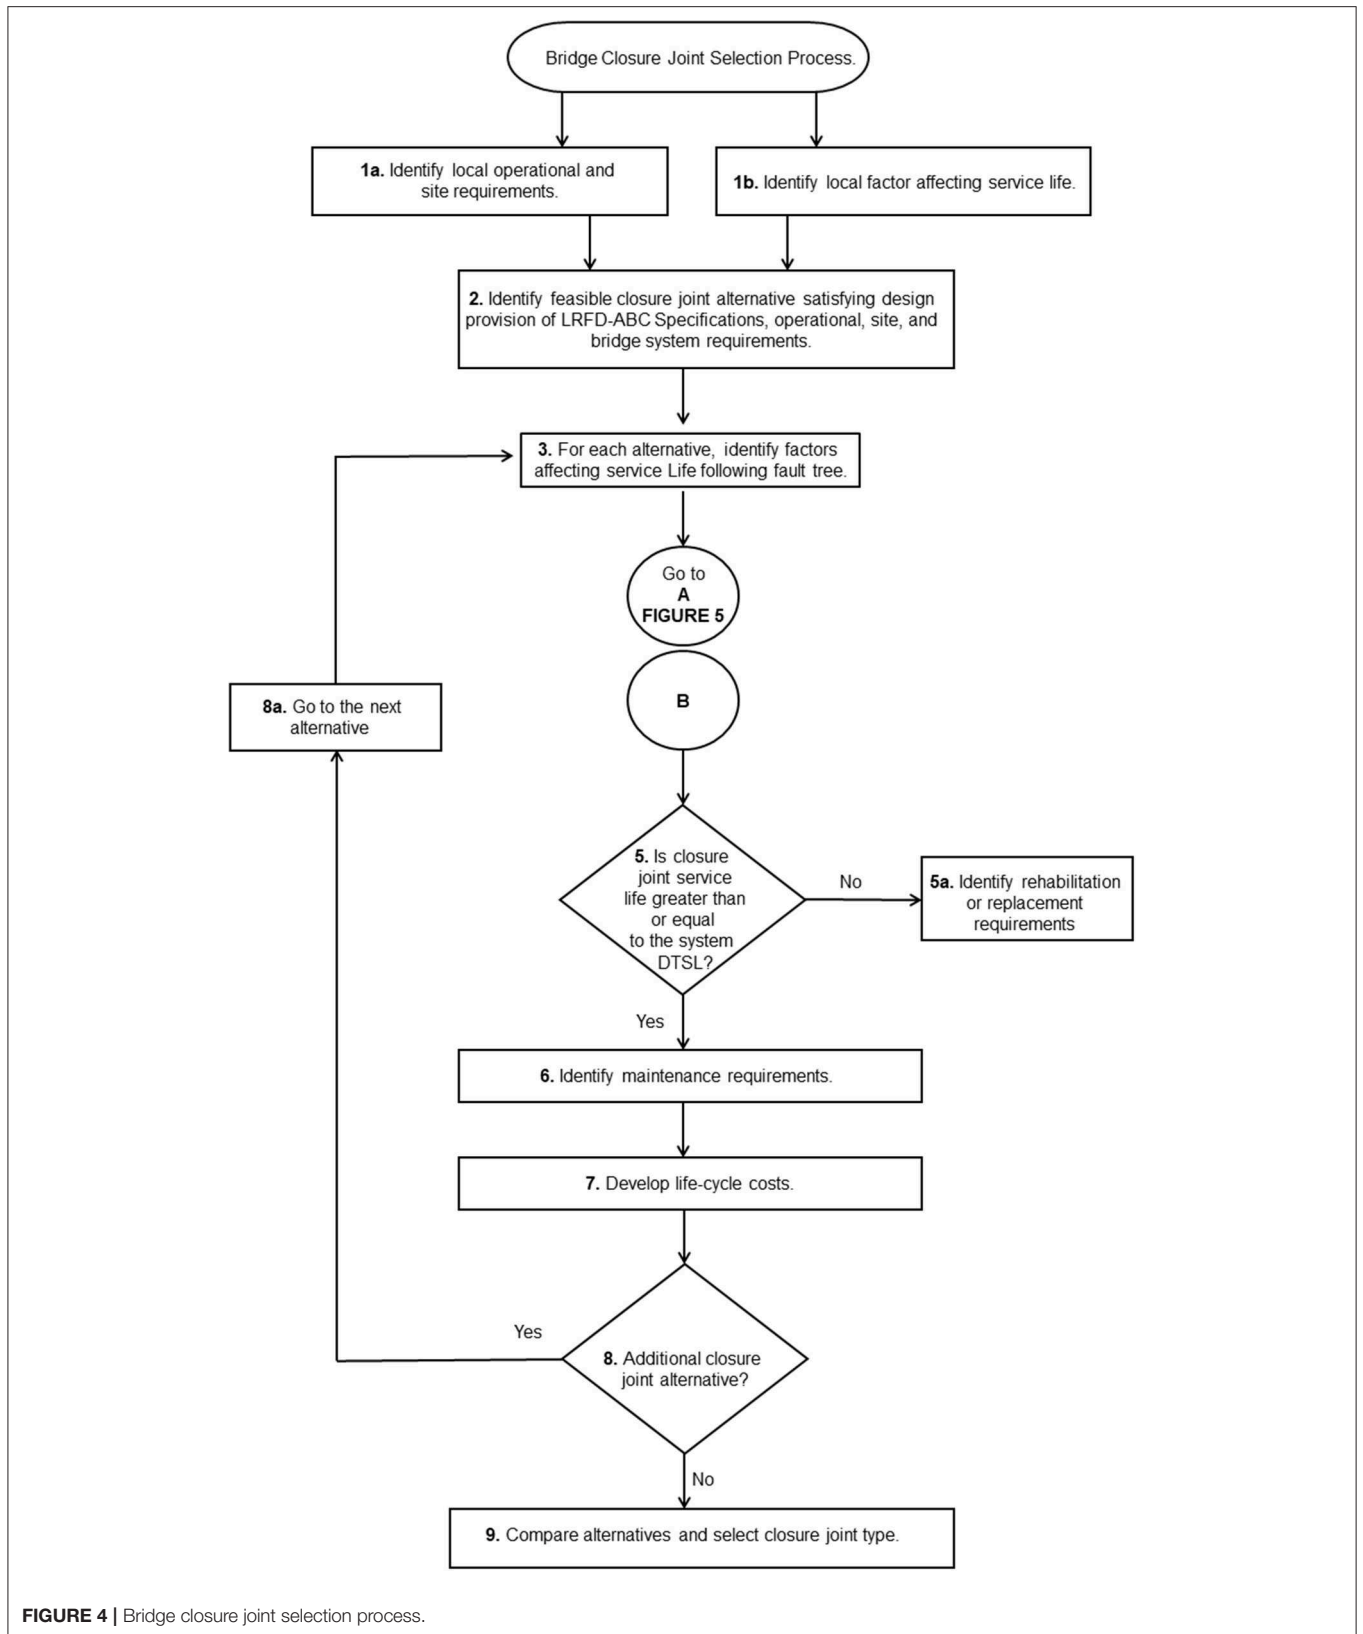 Bridge Closure Joint Selection Process.
1a. Identify local operational and
site requirements.
1b. Identify local factor affecting service life.
2. Identify feasible closure joint alternative satisfying design
provision of LRFD-ABC Specifications, operational, site, and
bridge system requirements.
3. For each alternative, identify factors
affecting service Life following fault tree.
Go to
A
FIGURE 5
B
8a. Go to the next
alternative
5. Is closure
joint service
life greater than
or equal
to the system
DTSL?
No
5a. Identify rehabilitation
or replacement
requirements
Yes
6. Identify maintenance requirements.
7. Develop life-cycle costs.
Yes
8. Additional closure
joint alternative?
No
9. Compare alternatives and select closure joint type.
FIGURE 4 | Bridge closure joint selection process.